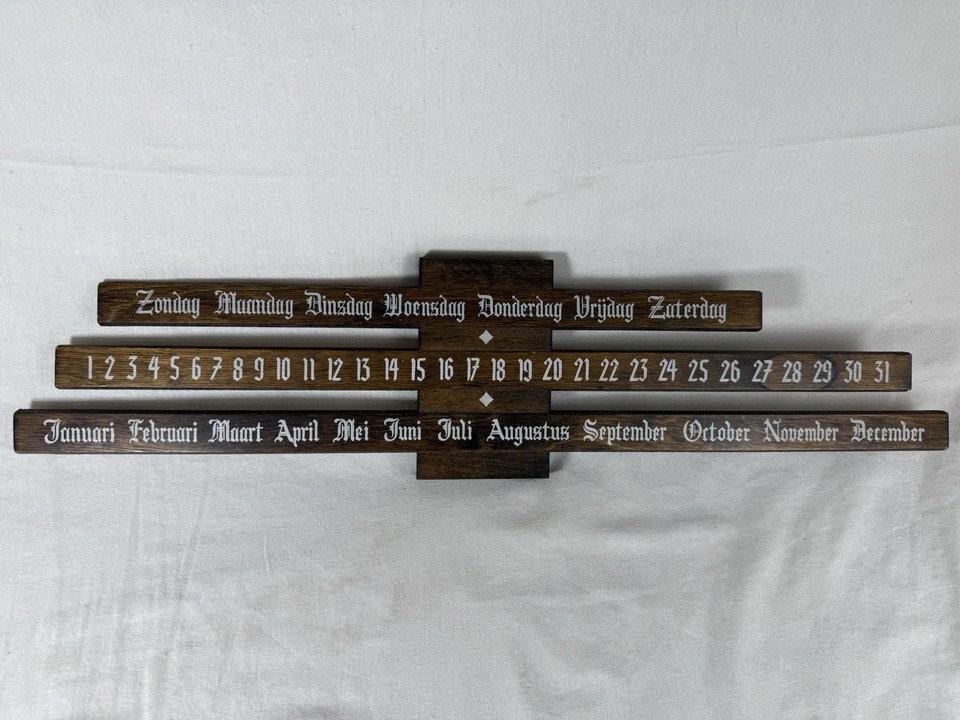 Zondag Maandag Dinsdag Woensdag Donderdag Vrijdag Zaterdag
1 2 3 4 5 6 7 8 9 10 11 12 13 14 15 16 17 18 19 20 21 22 23 24 25 26 27 28 29 30 31
Januari Februari Maart April Mei Juni Juli Augustus September October November December